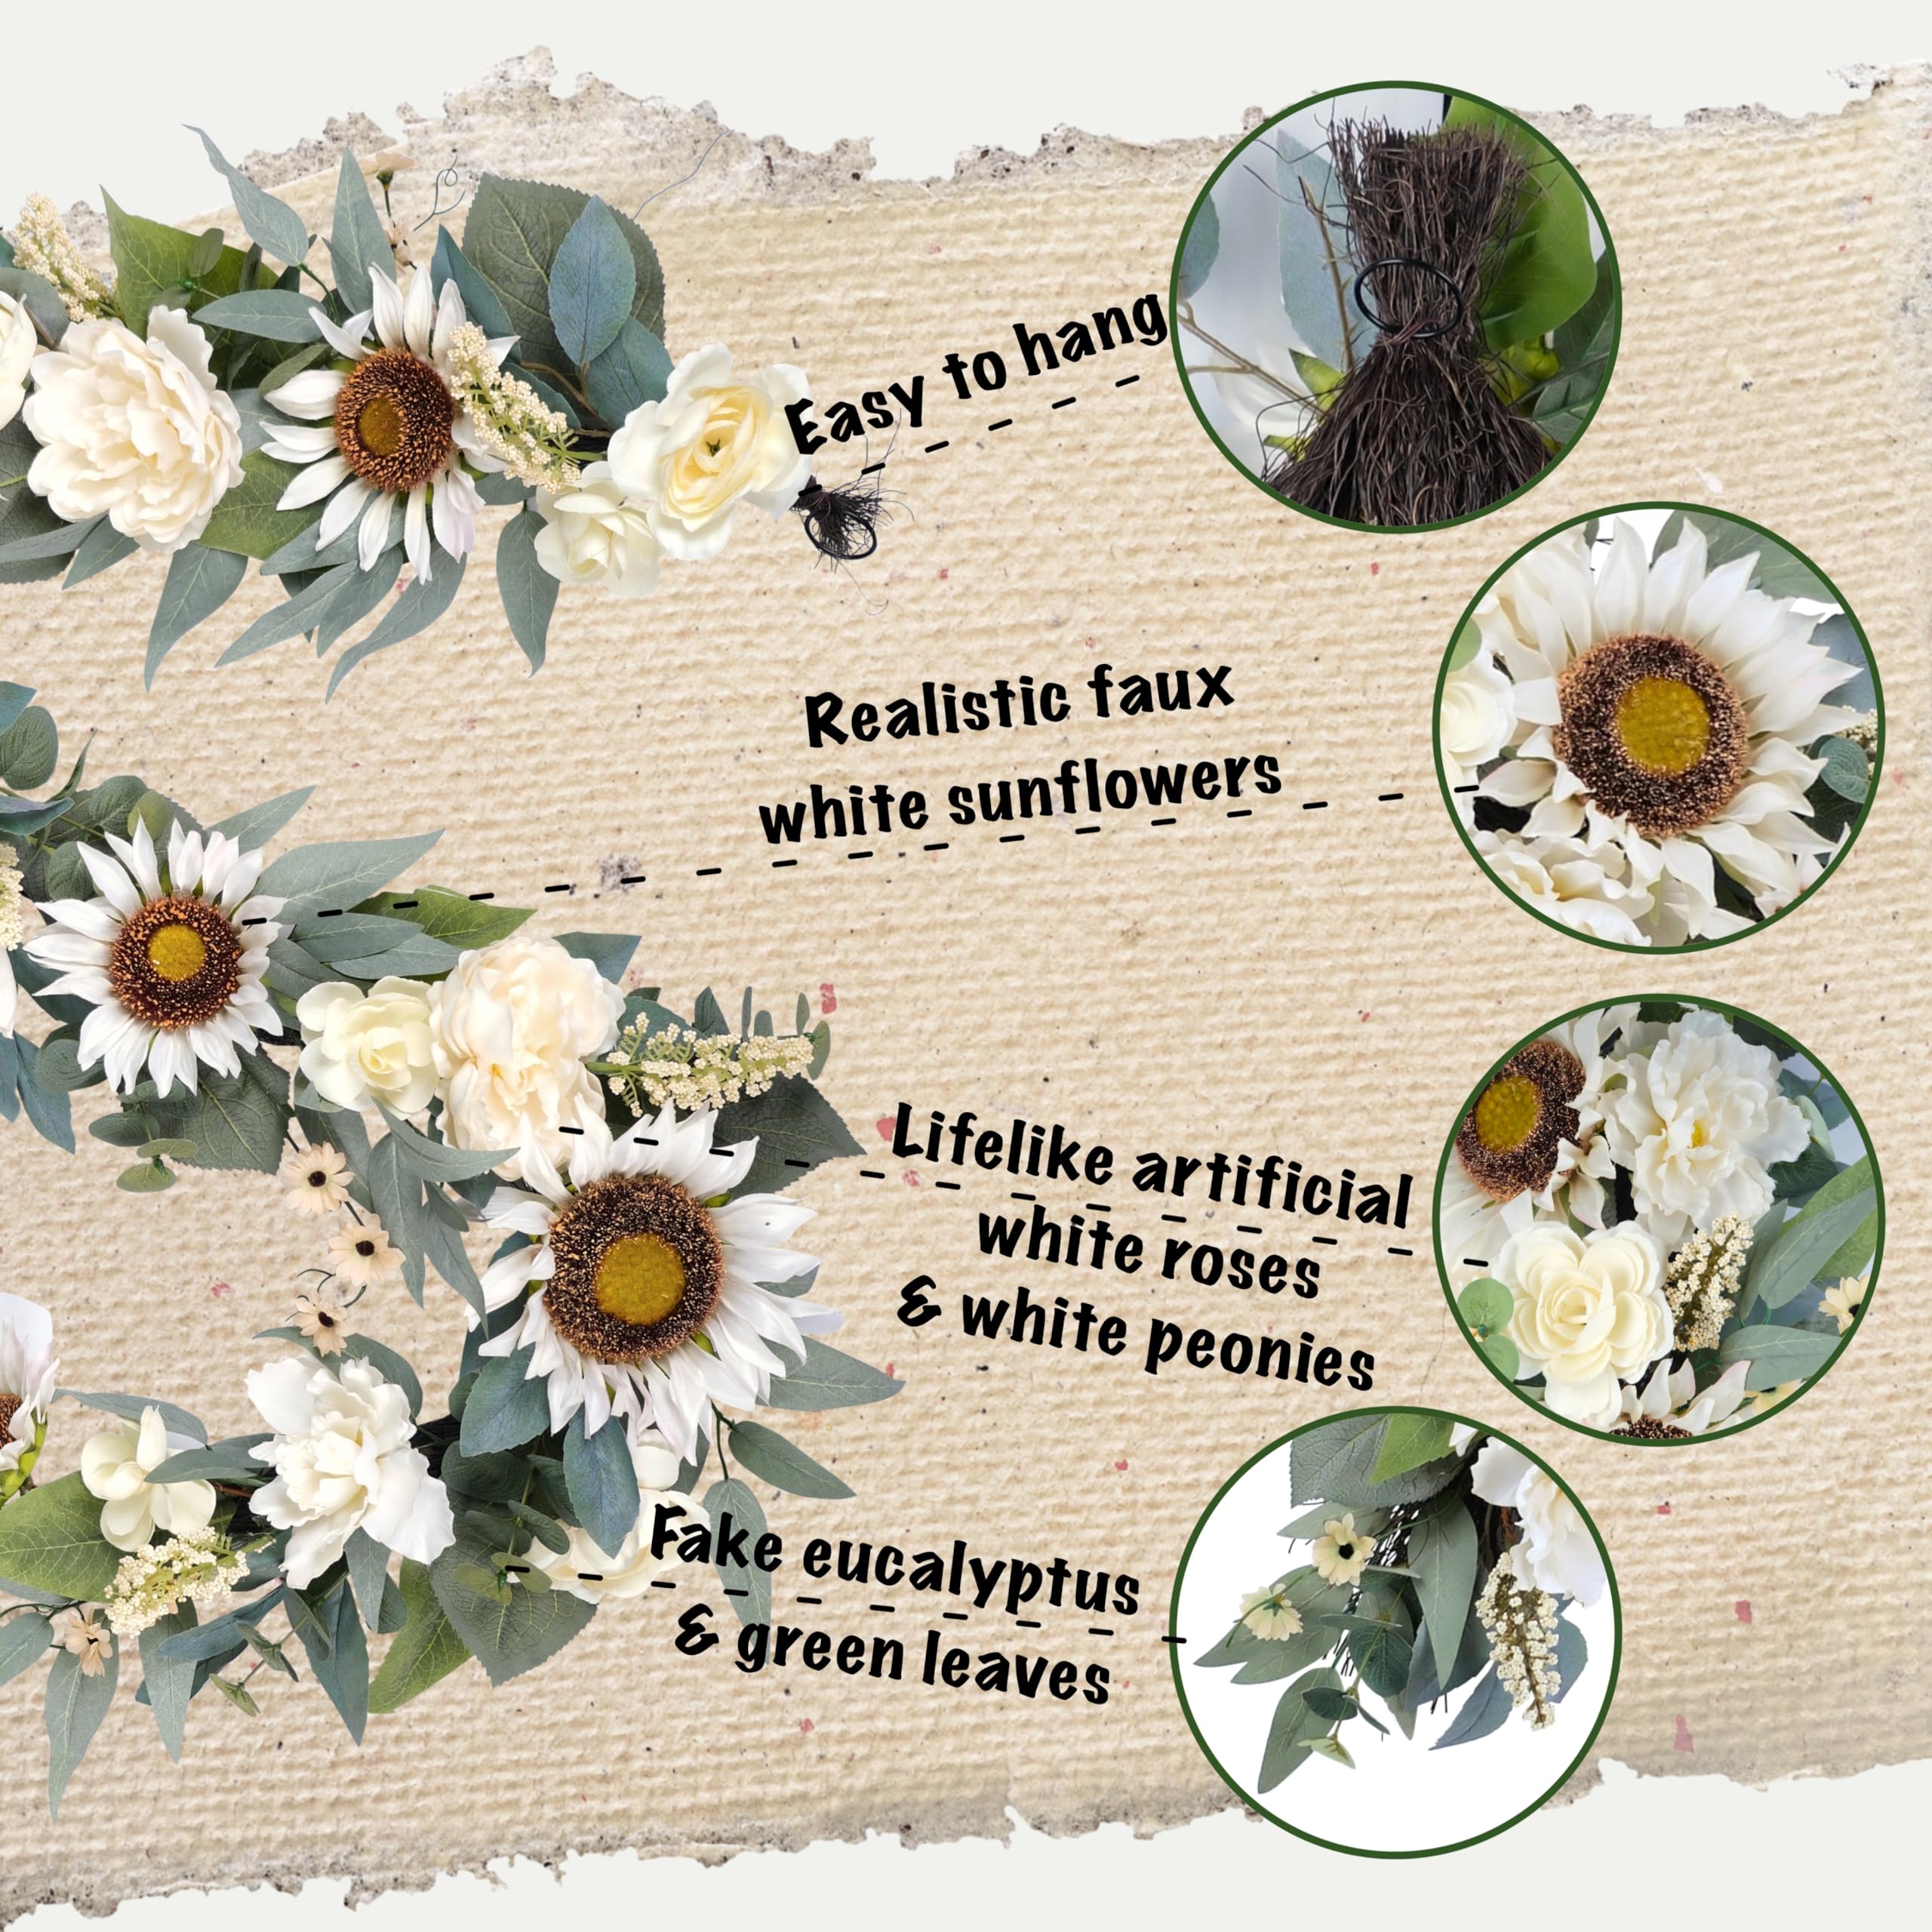 Easy to hang
Realistic faux
white sunflowers
Lifelike artificial
white roses
& white peonies
Fake eucalyptus
& green leaves